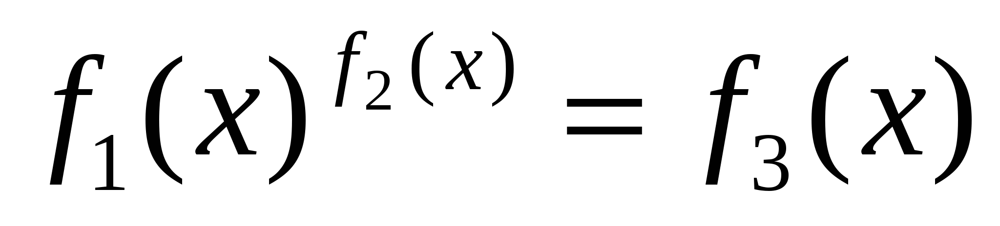 f₁(x)^f₂(x) = f₃(x)